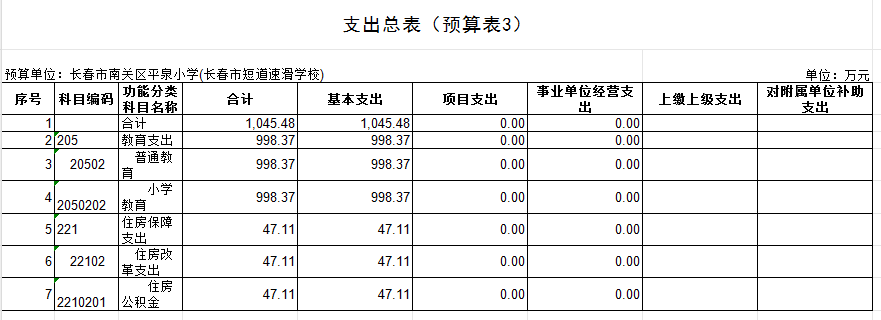 支出总表（预算表3）
预算单位：长春市南关区平泉小学(长春市短道速滑学校) 单位：万元
序号 科目编码 功能分类科目名称 合计 基本支出 项目支出 事业单位经营支出 上缴上级支出 对附属单位补助支出
1 合计 1,045.48 1,045.48 0.00 0.00
2 205 教育支出 998.37 998.37 0.00 0.00
3 20502 普通教育 998.37 998.37 0.00 0.00
4 2050202 小学教育 998.37 998.37 0.00 0.00
5 221 住房保障支出 47.11 47.11 0.00 0.00
6 22102 住房改革支出 47.11 47.11 0.00 0.00
7 2210201 住房公积金 47.11 47.11 0.00 0.00